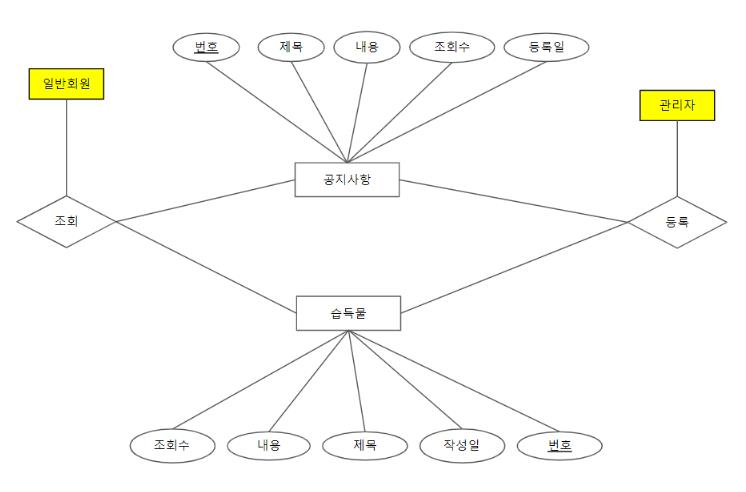 번호
제목
내용
조회수
등록일
일반회원
관리자
공지사항
조회
등록
습득물
조회수
내용
제목
작성일
번호